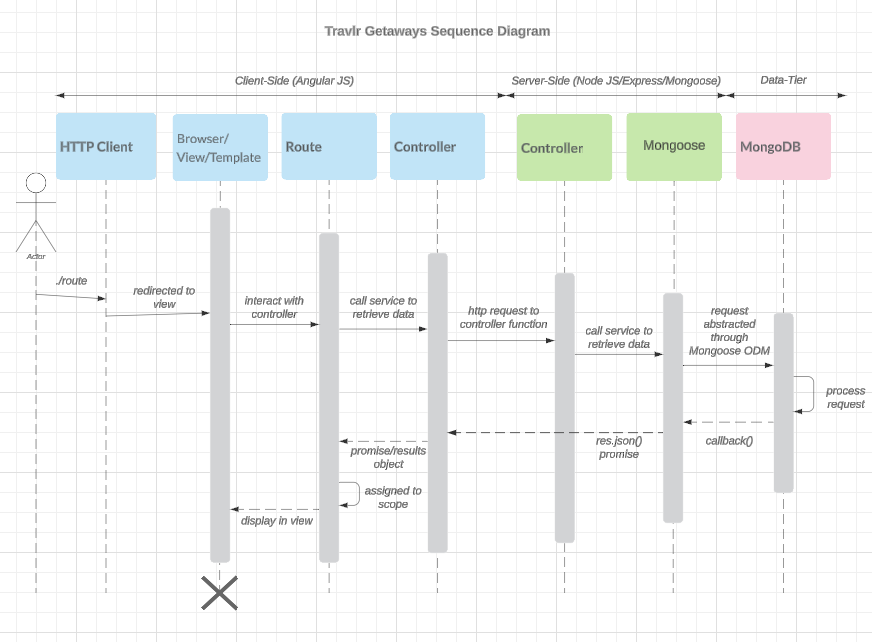 Travlr Getaways Sequence Diagram
Client-Side (Angular JS)
Server-Side (Node JS/Express/Mongoose)
Data-Tier
HTTP Client
Browser/
View/Template
Route
Controller
Controller
Mongoose
MongoDB
Actor
./route
redirected to
view
interact with
controller
call service to
retrieve data
http request to
controller function
call service to
retrieve data
request
abstracted
through
Mongoose ODM
process
request
callback()
res.json()
promise
promise/results
object
assigned to
scope
display in view